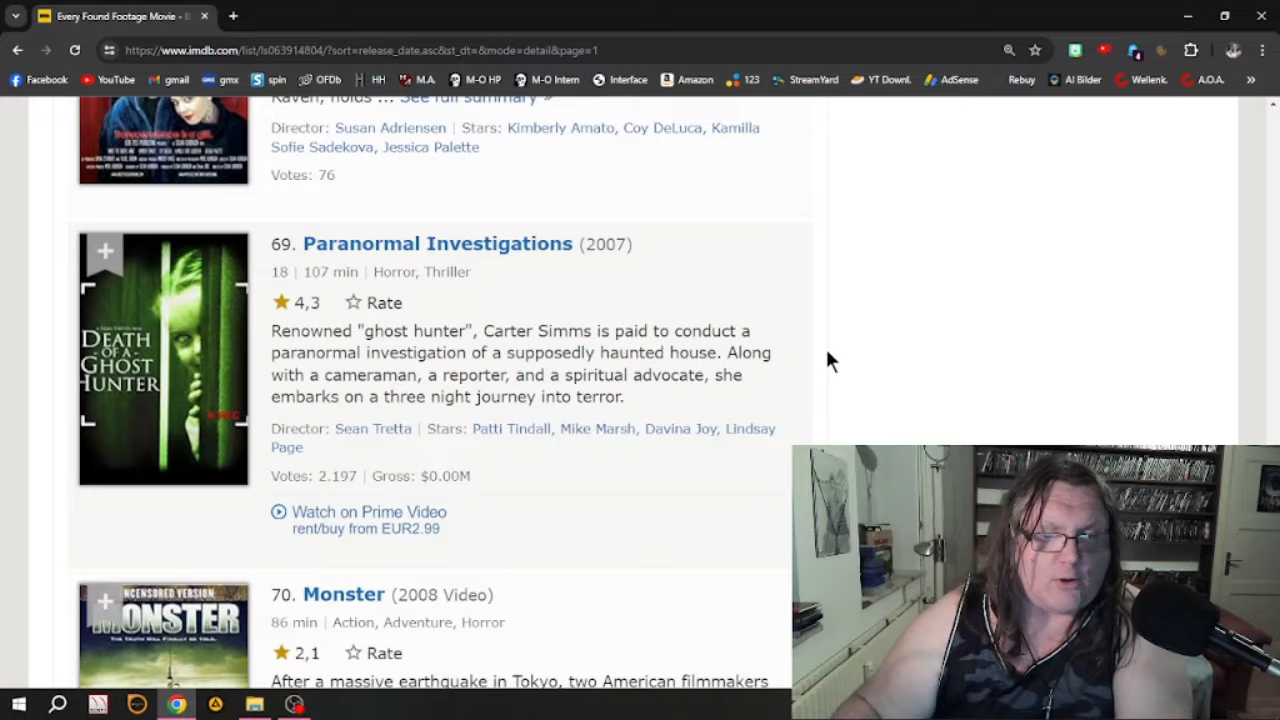 Every Found Footage Movie - I
https://www.imdb.com/list/ls063914804/?sort=release_date.asc&st_dt=&mode=detail&page=1
Facebook YouTube gmail gmx spin OFDb HH M.A M-O HP M-O Intern Interface Amazon 123 StreamYard YT Downl. AdSense Rebuy AI Bilder Wellenk. A.O.A. »
Raven, holds ... See full summary »
Director: Susan Adriensen | Stars: Kimberly Amato, Coy DeLuca, Kamilla
Sofie Sadekova, Jessica Palette
Votes: 76
69. Paranormal Investigations (2007)
18 | 107 min | Horror, Thriller
4,3 Rate
Renowned "ghost hunter", Carter Simms is paid to conduct a
paranormal investigation of a supposedly haunted house. Along
with a cameraman, a reporter, and a spiritual advocate, she
embarks on a three night journey into terror.
Director: Sean Tretta | Stars: Patti Tindall, Mike Marsh, Davina Joy, Lindsay
Page
Votes: 2.197 | Gross: $0.00M
Watch on Prime Video
rent/buy from EUR2.99
DEATH
OF A
GHOST
HUNTER
70. Monster (2008 Video)
86 min | Action, Adventure, Horror
2,1 Rate
After a massive earthquake in Tokyo, two American filmmakers
NCENSORED VERSION
MONSTER
THE TRUTH WILL FINALLY BE TOLD.